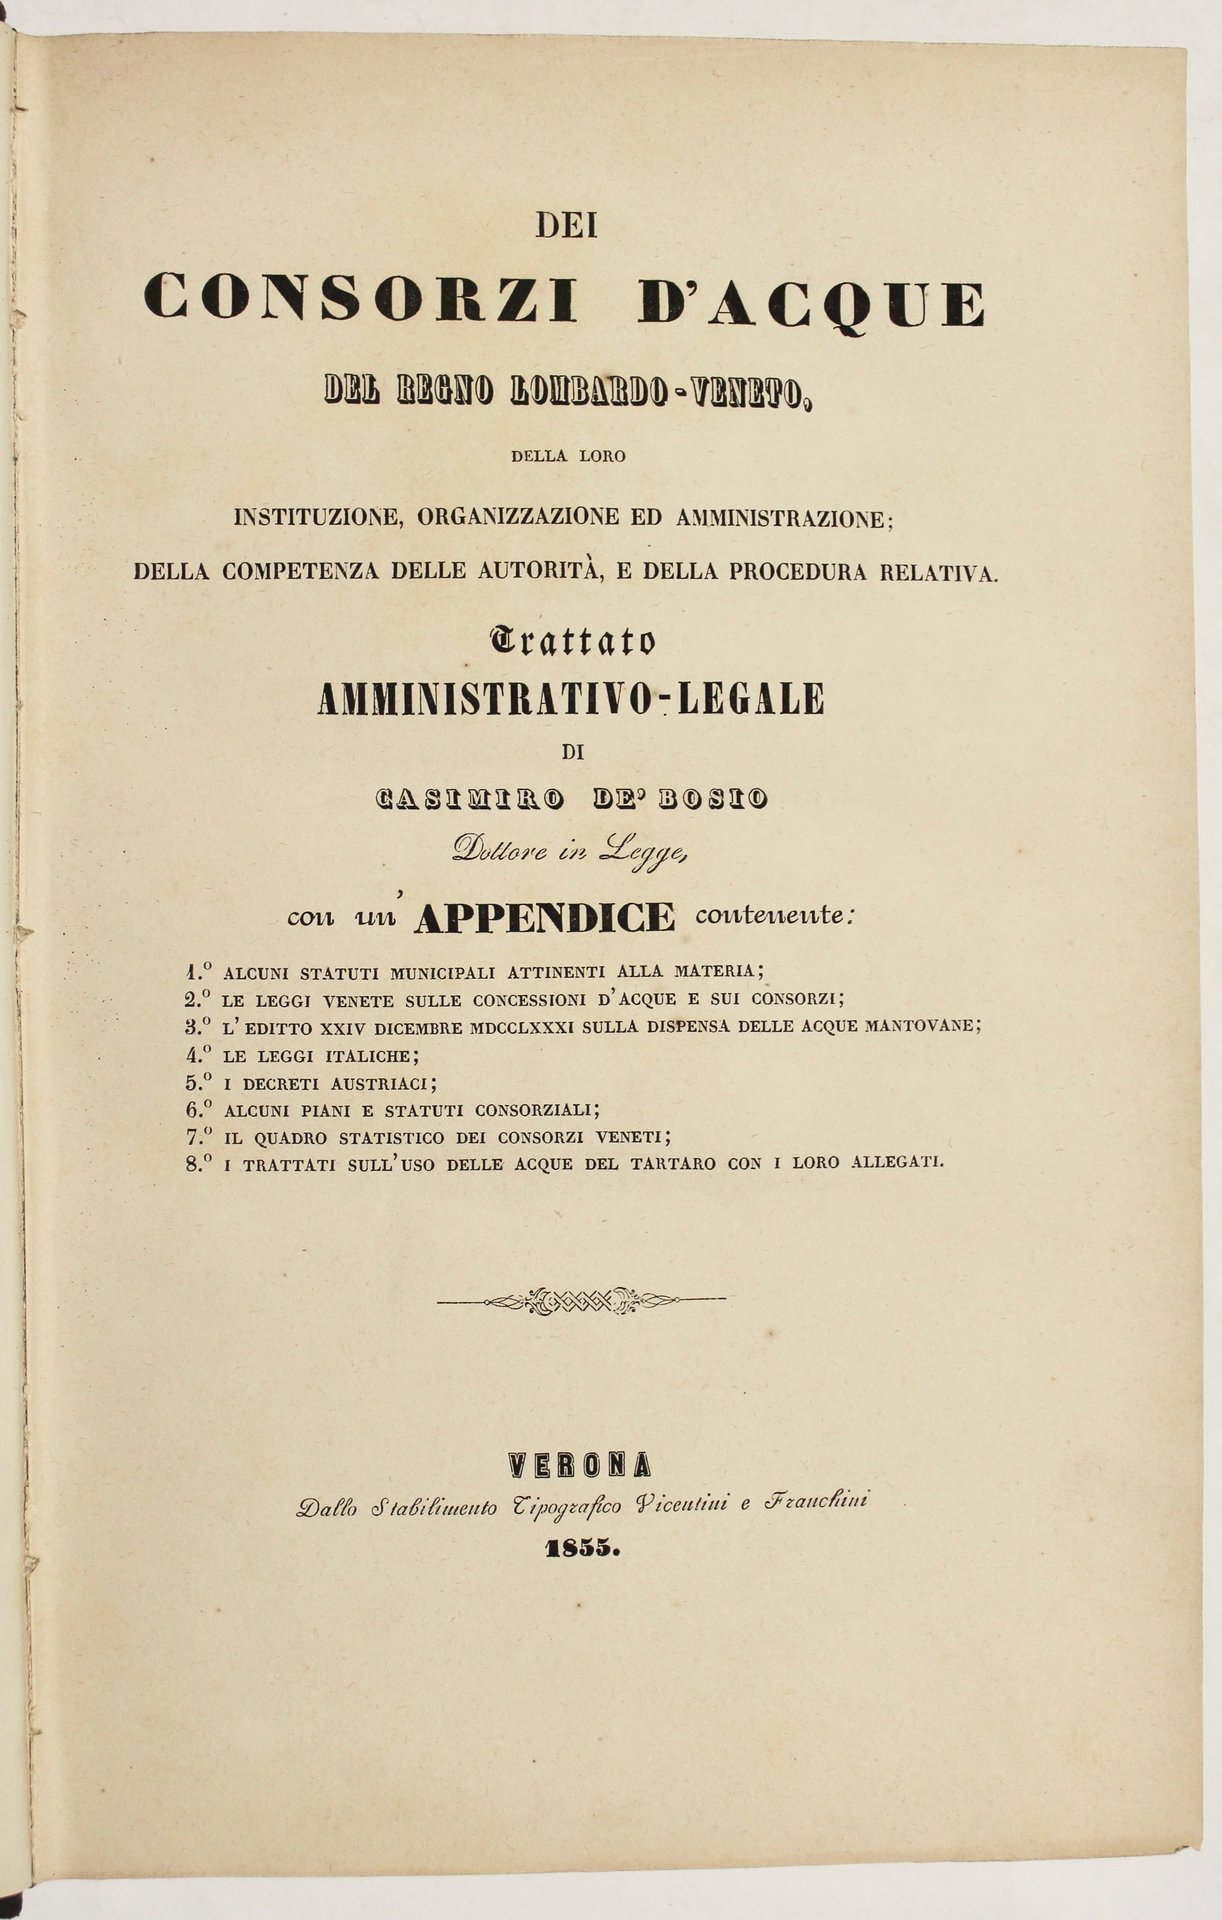 DEI
CONSORZI D'ACQUE
DEL REGNO LOMBARDO-VENETO,
DELLA LORO
INSTITUZIONE, ORGANIZZAZIONE ED AMMINISTRAZIONE;
DELLA COMPETENZA DELLE AUTORITÀ, E DELLA PROCEDURA RELATIVA.
Trattato
AMMINISTRATIVO-LEGALE
DI
CASIMIRO DE' BOSIO
Dottore in Legge,
con un' APPENDICE contenente:
1.º ALCUNI STATUTI MUNICIPALI ATTINENTI ALLA MATERIA;
2.º LE LEGGI VENETE SULLE CONCESSIONI D'ACQUE E SUI CONSORZI;
3.º L'EDITTO XXIV DICEMBRE MDCCLXXXI SULLA DISPENSA DELLE ACQUE MANTOVANE;
4.º LE LEGGI ITALICHE;
5.º I DECRETI AUSTRIACI;
6.º ALCUNI PIANI E STATUTI CONSORZIALI;
7.º IL QUADRO STATISTICO DEI CONSORZI VENETI;
8.º I TRATTATI SULL'USO DELLE ACQUE DEL TARTARO CON I LORO ALLEGATI.
VERONA
Dallo Stabilimento Tipografico Vicentini e Franchini
1855.